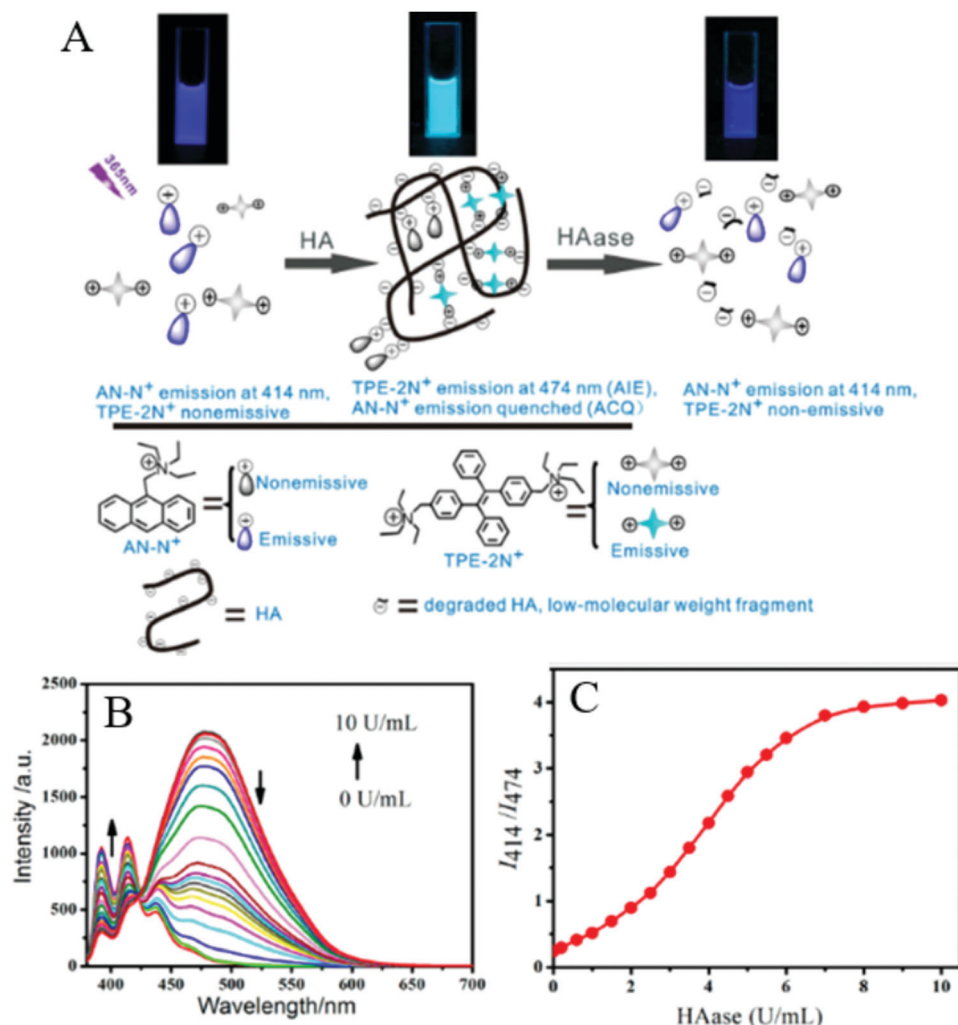 A
365nm
HA
HAase
AN-N⁺ emission at 414 nm,
TPE-2N⁺ nonemissive
TPE-2N⁺ emission at 474 nm (AIE),
AN-N⁺ emission quenched (ACQ)
AN-N⁺ emission at 414 nm,
TPE-2N⁺ non-emissive
N
AN-N⁺
=
Nonemissive
Emissive
N
N
TPE-2N⁺
=
Nonemissive
Emissive
= HA
= degraded HA, low-molecular weight fragment
B
2500
2000
1500
1000
500
0
Intensity /a.u.
10 U/mL
0 U/mL
400 450 500 550 600 650 700
Wavelength/nm
C
4
3
2
1
0
I414 /I474
0 2 4 6 8 10
HAase (U/mL)